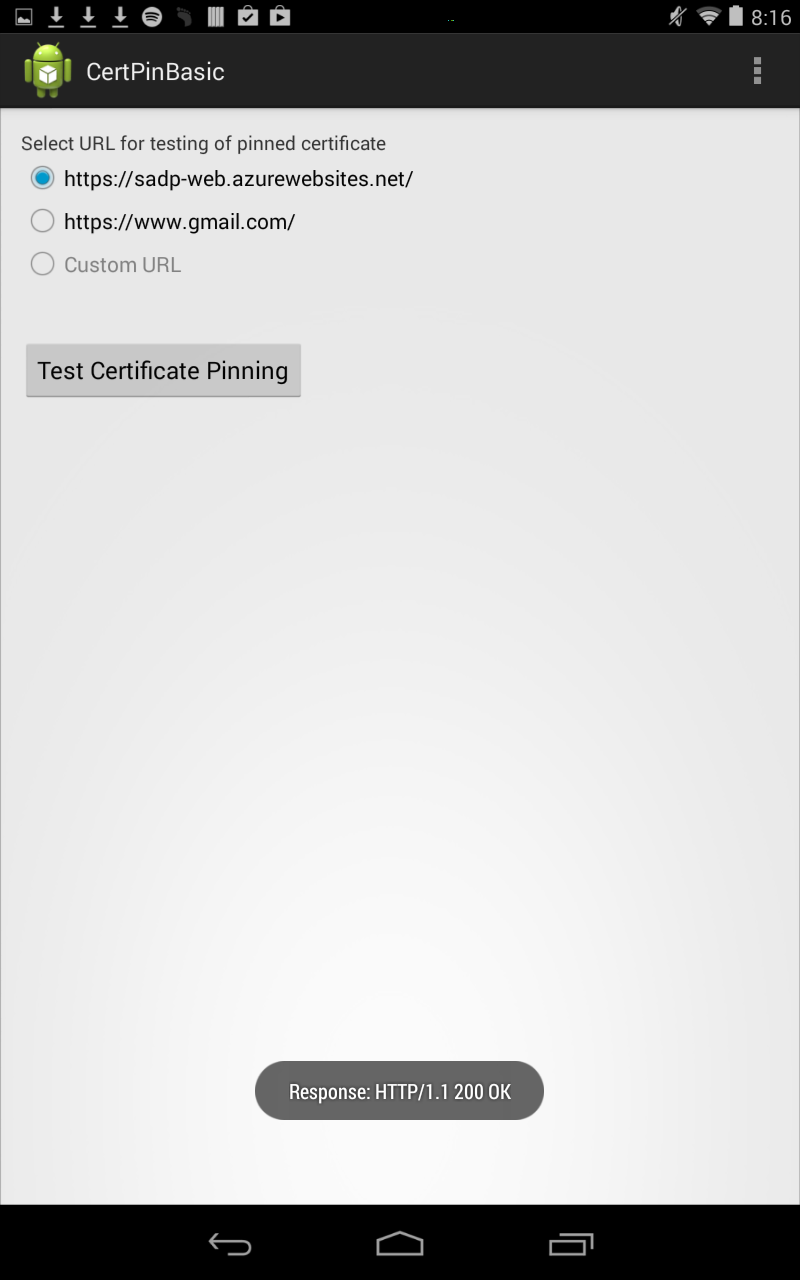 8:16
CertPinBasic
Select URL for testing of pinned certificate
https://sadp-web.azurewebsites.net/
https://www.gmail.com/
Custom URL
Test Certificate Pinning
Response: HTTP/1.1 200 OK